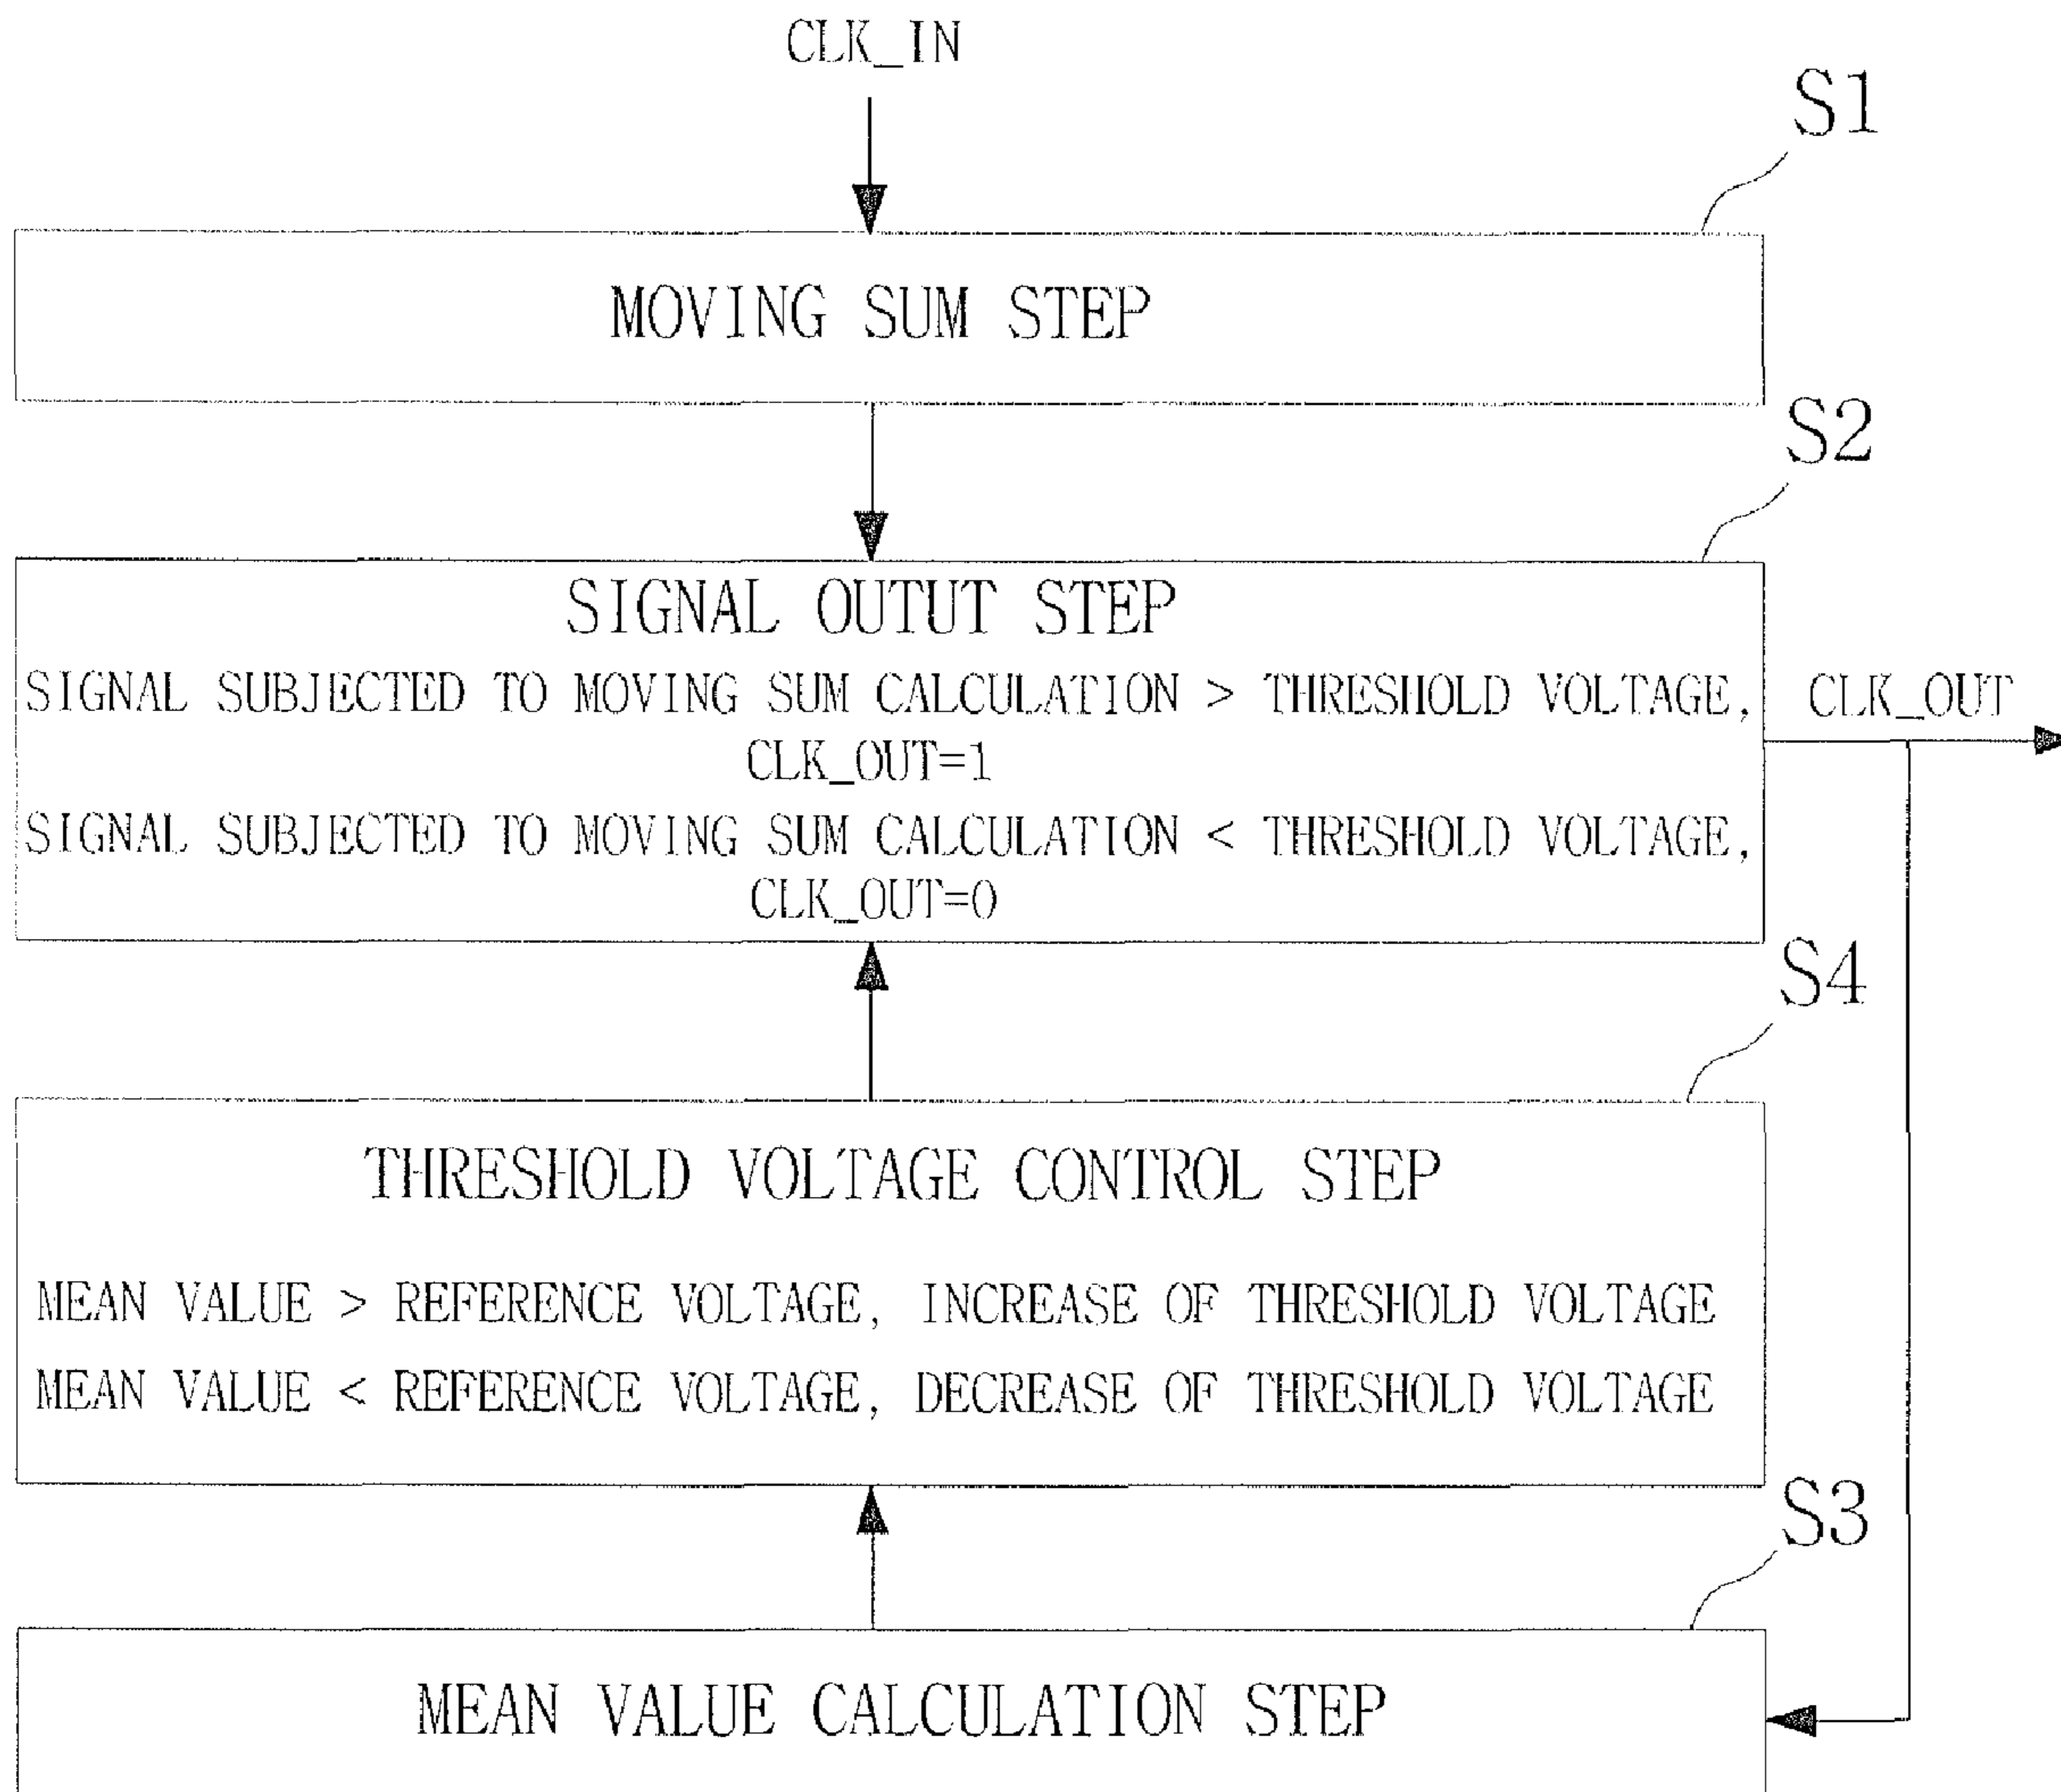 CLK_IN
S1
MOVING SUM STEP
S2
SIGNAL OUTUT STEP
SIGNAL SUBJECTED TO MOVING SUM CALCULATION > THRESHOLD VOLTAGE,
CLK_OUT=1
SIGNAL SUBJECTED TO MOVING SUM CALCULATION < THRESHOLD VOLTAGE,
CLK_OUT=0
CLK_OUT
S4
THRESHOLD VOLTAGE CONTROL STEP
MEAN VALUE > REFERENCE VOLTAGE, INCREASE OF THRESHOLD VOLTAGE
MEAN VALUE < REFERENCE VOLTAGE, DECREASE OF THRESHOLD VOLTAGE
S3
MEAN VALUE CALCULATION STEP